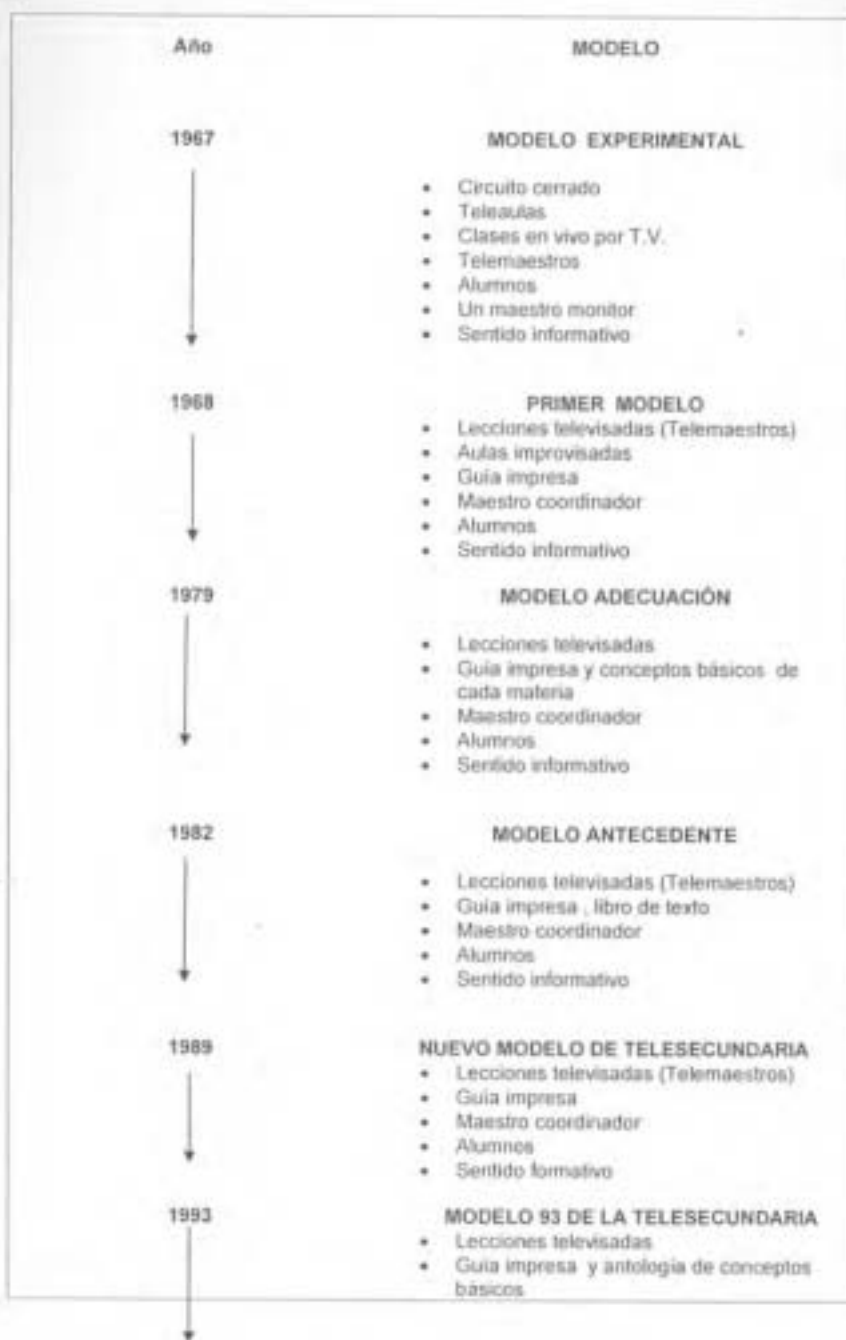 Año MODELO
1967 MODELO EXPERIMENTAL
• Circuito cerrado
• Teleaulas
• Clases en vivo por T.V.
• Telemaestros
• Alumnos
• Un maestro monitor
• Sentido informativo
1968 PRIMER MODELO
• Lecciones televisadas (Telemaestros)
• Aulas improvisadas
• Guía impresa
• Maestro coordinador
• Alumnos
• Sentido informativo
1979 MODELO ADECUACIÓN
• Lecciones televisadas
• Guía impresa y conceptos básicos de
cada materia
• Maestro coordinador
• Alumnos
• Sentido informativo
1982 MODELO ANTECEDENTE
• Lecciones televisadas (Telemaestros)
• Guía impresa , libro de texto
• Maestro coordinador
• Alumnos
• Sentido informativo
1989 NUEVO MODELO DE TELESECUNDARIA
• Lecciones televisadas (Telemaestros)
• Guía impresa
• Maestro coordinador
• Alumnos
• Sentido formativo
1993 MODELO 93 DE LA TELESECUNDARIA
• Lecciones televisadas
• Guía impresa y antología de conceptos
básicos